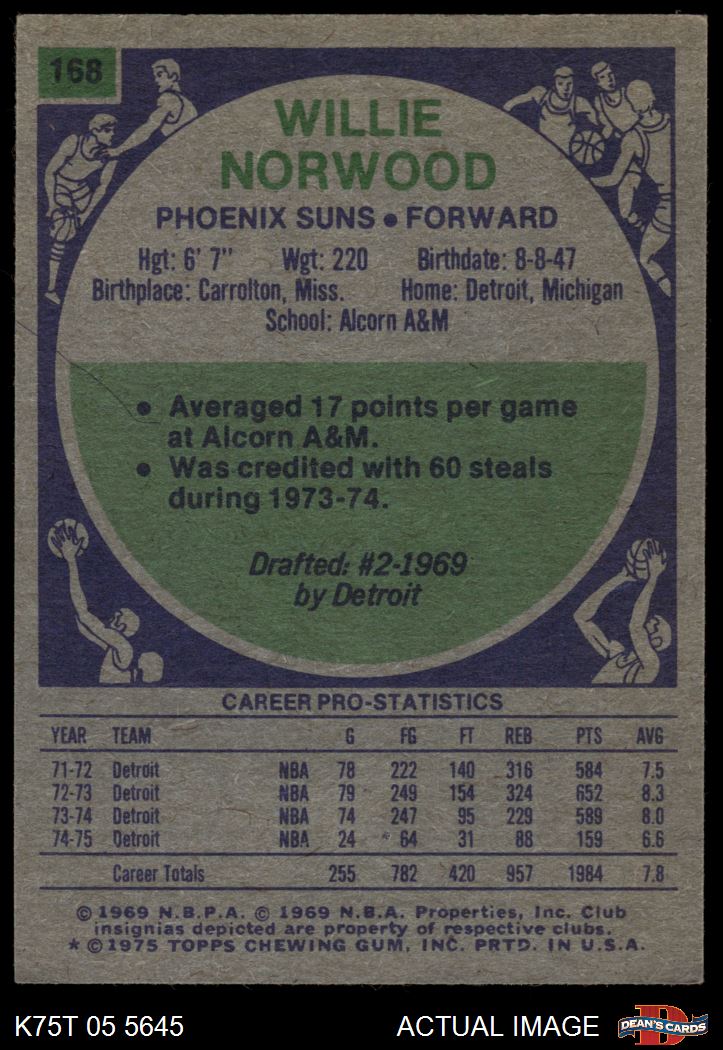 168
WILLIE
NORWOOD
PHOENIX SUNS • FORWARD
Hgt: 6' 7" Wgt: 220 Birthdate: 8-8-47
Birthplace: Carrolton, Miss. Home: Detroit, Michigan
School: Alcorn A&M
• Averaged 17 points per game
at Alcorn A&M.
• Was credited with 60 steals
during 1973-74.
Drafted: #2-1969
by Detroit
CAREER PRO-STATISTICS
YEAR TEAM G FG FT REB PTS AVG
71-72 Detroit NBA 78 222 140 316 584 7.5
72-73 Detroit NBA 79 249 154 324 652 8.3
73-74 Detroit NBA 74 247 95 229 589 8.0
74-75 Detroit NBA 24 64 31 88 159 6.6
Career Totals 255 782 420 957 1984 7.8
© 1969 N.B.P.A. © 1969 N.B.A. Properties, Inc. Club
insignias depicted are property of respective clubs.
* © 1975 TOPPS CHEWING GUM, INC. PRTD. IN U.S.A.
K75T 05 5645 ACTUAL IMAGE D DEAN'S CARDS